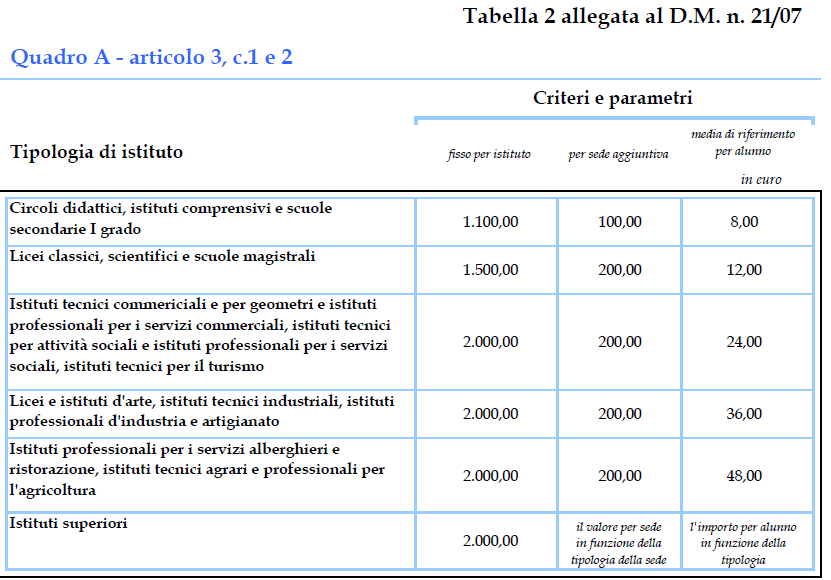 Tabella 2 allegata al D.M. n. 21/07
Quadro A - articolo 3, c.1 e 2
Criteri e parametri
Tipologia di istituto
fisso per istituto
per sede aggiuntiva
media di riferimento
per alunno
in euro
Circoli didattici, istituti comprensivi e scuole
secondarie I grado
1.100,00
100,00
8,00
Licei classici, scientifici e scuole magistrali
1.500,00
200,00
12,00
Istituti tecnici commericiali e per geometri e istituti
professionali per i servizi commerciali, istituti tecnici
per attività sociali e istituti professionali per i servizi
sociali, istituti tecnici per il turismo
2.000,00
200,00
24,00
Licei e istituti d'arte, istituti tecnici industriali, istituti
professionali d'industria e artigianato
2.000,00
200,00
36,00
Istituti professionali per i servizi alberghieri e
ristorazione, istituti tecnici agrari e professionali per
l'agricoltura
2.000,00
200,00
48,00
Istituti superiori
2.000,00
il valore per sede
in funzione della
tipologia della sede
l'importo per alunno
in funzione della
tipologia